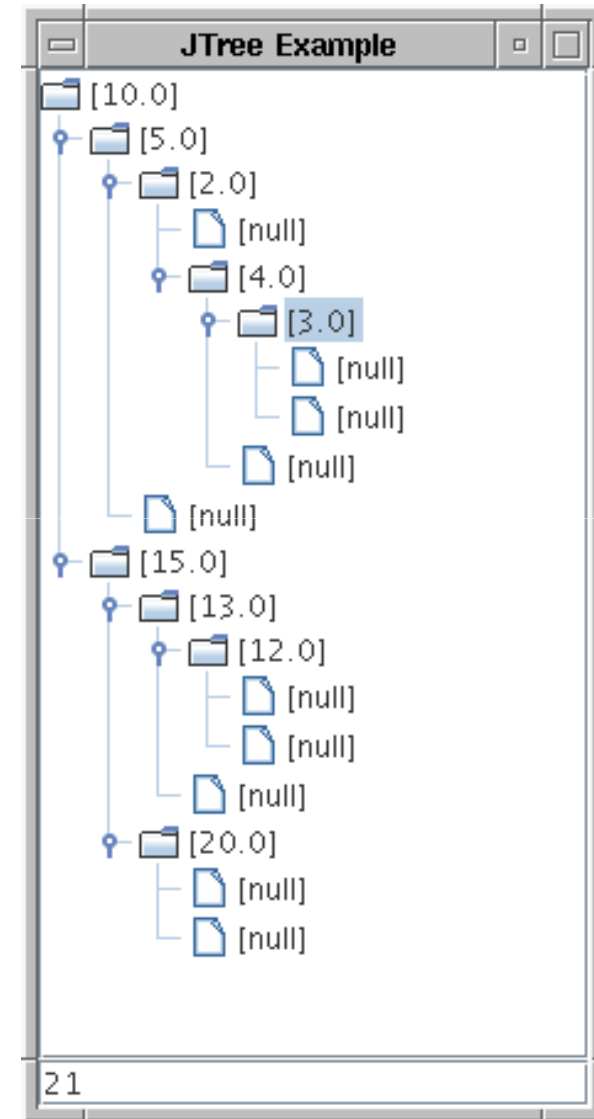 JTree Example
[10.0]
[5.0]
[2.0]
[null]
[4.0]
[3.0]
[null]
[null]
[null]
[null]
[15.0]
[13.0]
[12.0]
[null]
[null]
[null]
[20.0]
[null]
[null]
21